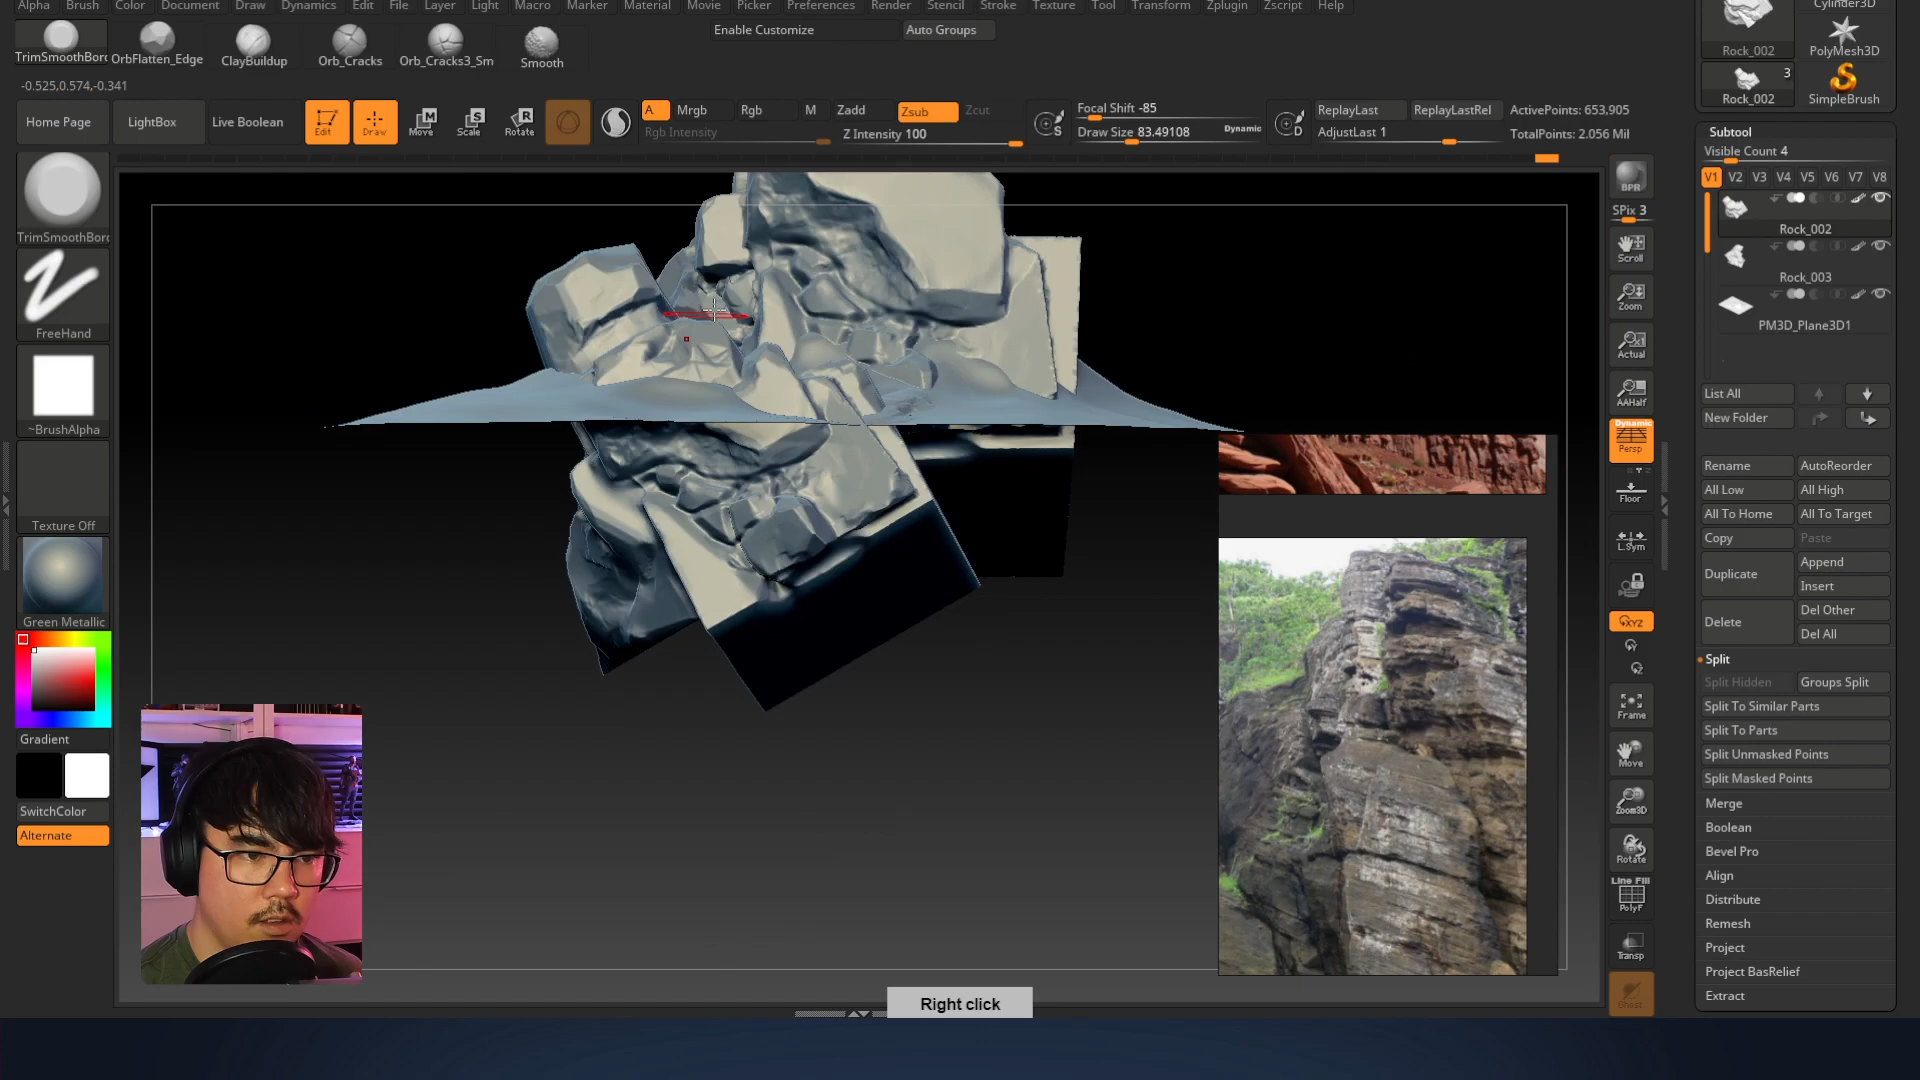 Alpha Brush Color Document Draw Dynamics Edit File Layer Light Macro Marker Material Movie Picker Preferences Render Stencil Stroke Texture Tool Transform Zplugin Zscript Help
Enable Customize Auto Groups
TrimSmoothBorc OrbFlatten_Edge ClayBuildup Orb_Cracks Orb_Cracks3_Sm Smooth
-0.525,0.574,-0.341
Home Page LightBox Live Boolean Edit Draw Move Scale Rotate
A Mrgb Rgb M Zadd Zsub Zcut
Rgb Intensity Z Intensity 100
S Focal Shift -85
Draw Size 83.49108 Dynamic
D ReplayLast ReplayLastRel ActivePoints: 653,905
AdjustLast 1 TotalPoints: 2.056 Mil
TrimSmoothBorc
FreeHand
~BrushAlpha
Texture Off
Green Metallic
Gradient
SwitchColor
Alternate
BPR
SPix 3
Scroll
Zoom
Actual
AAHalf
Dynamic
Persp
Floor
L.Sym
XYZ
Frame
Move
Zoom3D
Rotate
Line Fill
PolyF
Transp
Ghost
Cylinder3D
Rock_002 PolyMesh3D
3
Rock_002 SimpleBrush
Subtool
Visible Count 4
V1 V2 V3 V4 V5 V6 V7 V8
Rock_002
Rock_003
PM3D_Plane3D1
List All
New Folder
Rename AutoReorder
All Low All High
All To Home All To Target
Copy Paste
Duplicate Append
Insert
Delete Del Other
Del All
Split
Split Hidden Groups Split
Split To Similar Parts
Split To Parts
Split Unmasked Points
Split Masked Points
Merge
Boolean
Bevel Pro
Align
Distribute
Remesh
Project
Project BasRelief
Extract
Right click